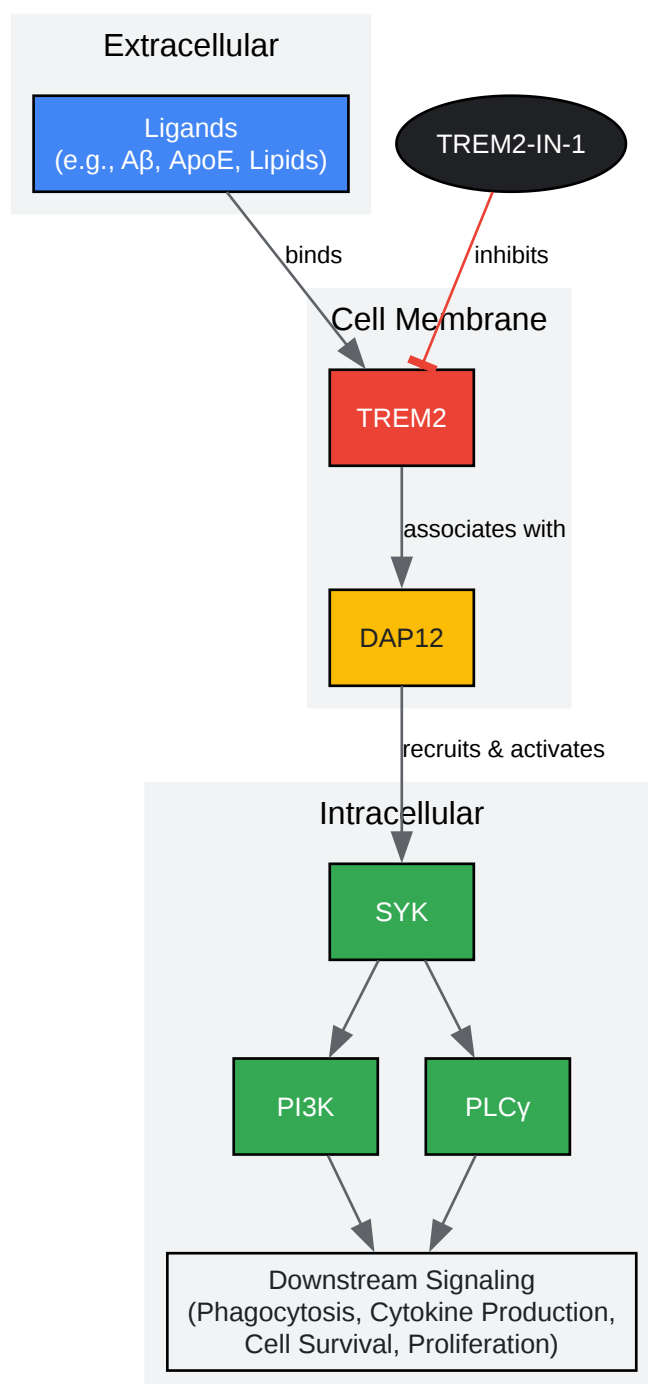 Extracellular
Ligands
(e.g., Aβ, ApoE, Lipids)
TREM2-IN-1
binds
inhibits
Cell Membrane
TREM2
associates with
DAP12
recruits & activates
Intracellular
SYK
PI3K
PLCγ
Downstream Signaling
(Phagocytosis, Cytokine Production,
Cell Survival, Proliferation)